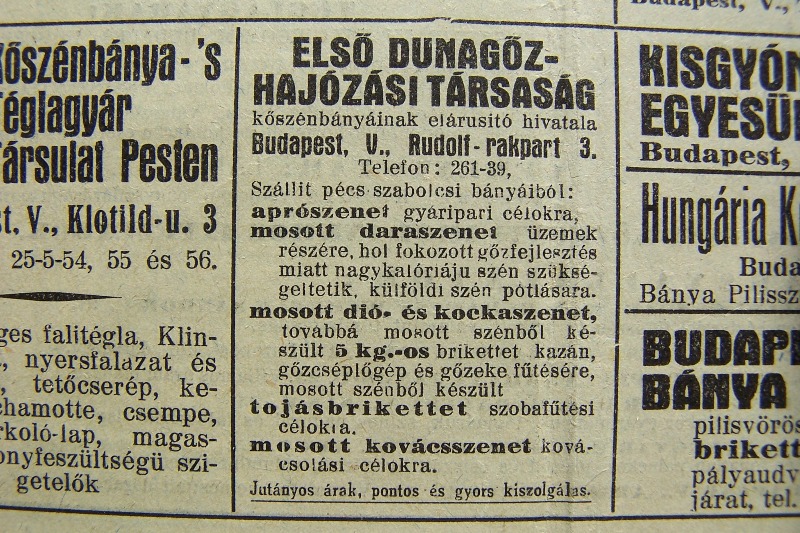 Kőszénbánya-'s
Téglagyár
Társulat Pesten
st, V., Klotild-u. 3
25-5-54, 55 és 56.
ges falitégla, Klin-
nyersfalazat és
tetőcserép, ke-
chamotte, csempe,
rkoló-lap, magas-
onyfeszültségü szi-
getelők
ELSŐ DUNAGŐZ-
HAJÓZÁSI TÁRSASÁG
kőszénbányáinak elárusitó hivatala
Budapest, V., Rudolf-rakpart 3.
Telefon: 261-39,
Szállit pécs-szabolcsi bányáiból:
aprószenet gyáripari célokra,
mosott daraszenet üzemek
részére, hol fokozott gőzfejlesztés
miatt nagykalóriáju szén szüksé-
geltetik, külföldi szén pótlására.
mosott dió- és kockaszenet,
továbbá mosott szénből ké-
szült 5 kg.-os brikettet kazán,
gőzcséplőgép és gőzeke fűtésére,
mosott szénből készült
tojásbrikettet szobafűtési
célokra.
mosott kovácsszenet ková-
csolási célokra.
Jutányos árak, pontos és gyors kiszolgálás.
Budapest, V.,
KISGYÓN
EGYESÜ
Budapest,
Hungária K
Buda
Bánya Pilissz
BUDAPE
BÁNYA
pilisvörös
brikett
pályaudv
járat, tel.